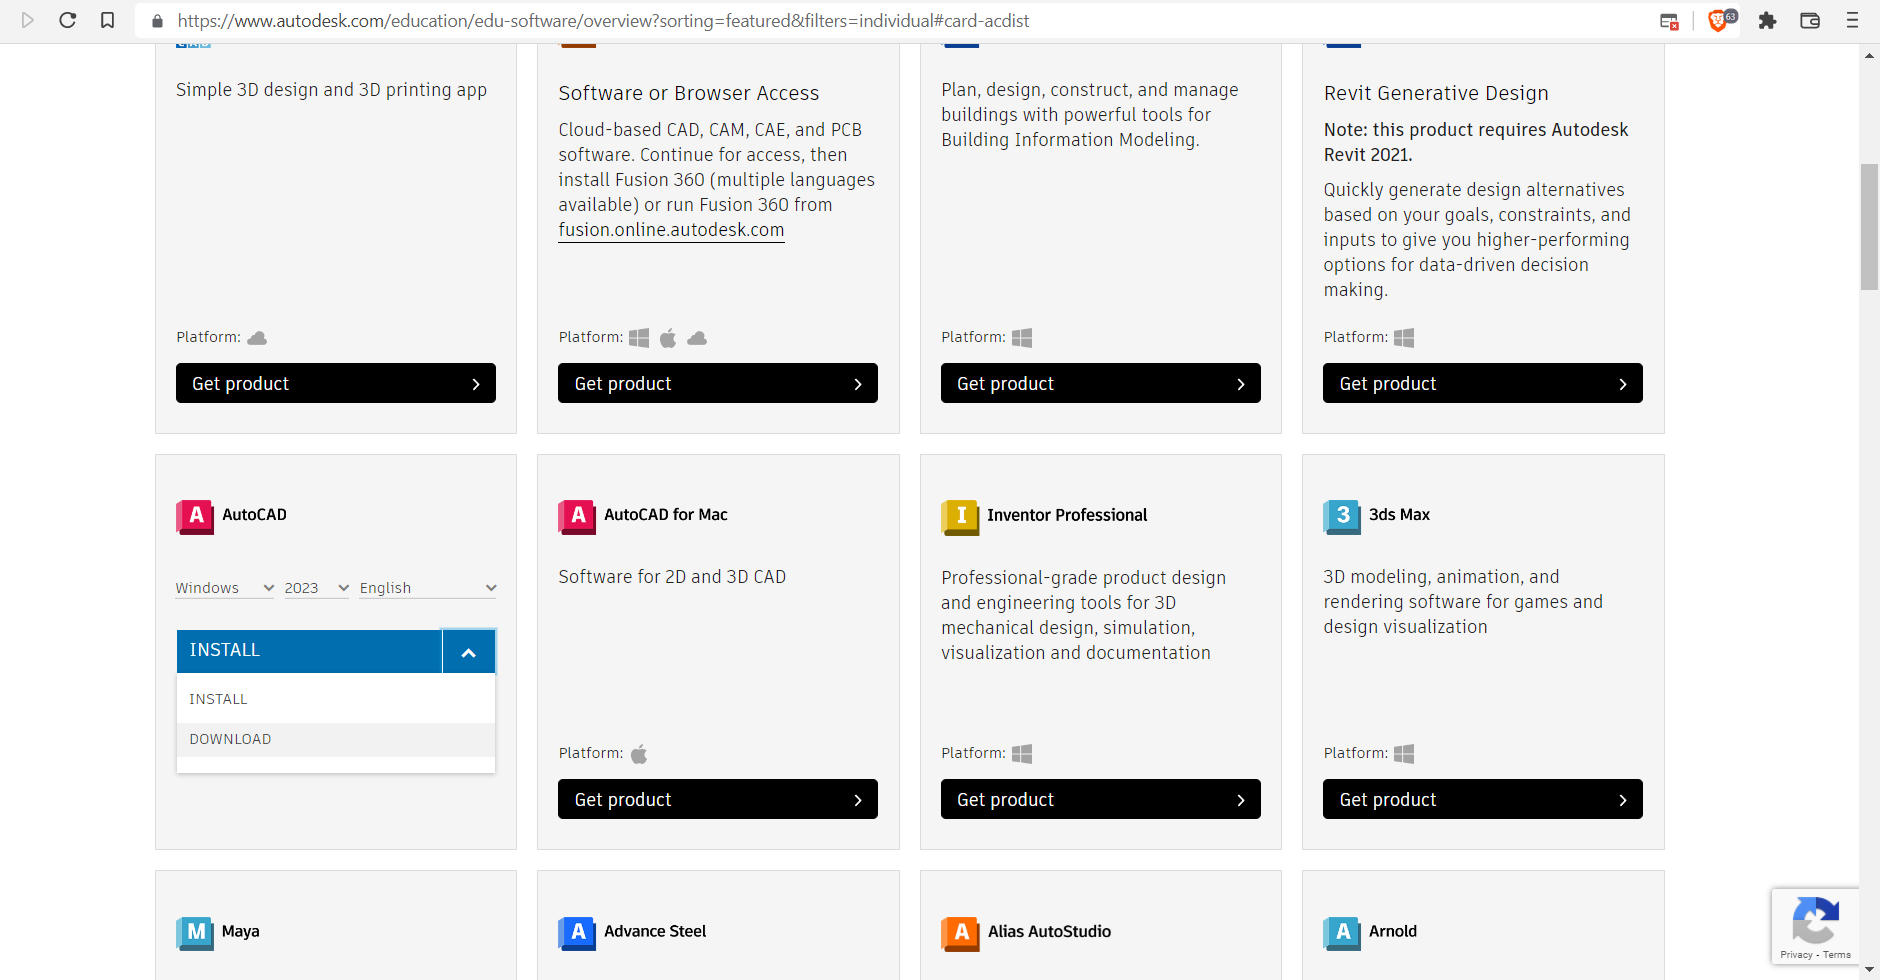 https://www.autodesk.com/education/edu-software/overview?sorting=featured&filters=individual#card-acdist
63
Simple 3D design and 3D printing app
Platform:
Get product
Software or Browser Access
Cloud-based CAD, CAM, CAE, and PCB
software. Continue for access, then
install Fusion 360 (multiple languages
available) or run Fusion 360 from
fusion.online.autodesk.com
Platform:
Get product
Plan, design, construct, and manage
buildings with powerful tools for
Building Information Modeling.
Platform:
Get product
Revit Generative Design
Note: this product requires Autodesk
Revit 2021.
Quickly generate design alternatives
based on your goals, constraints, and
inputs to give you higher-performing
options for data-driven decision
making.
Platform:
Get product
A AutoCAD
Windows 2023 English
INSTALL
INSTALL
DOWNLOAD
A AutoCAD for Mac
Software for 2D and 3D CAD
Platform:
Get product
I Inventor Professional
Professional-grade product design
and engineering tools for 3D
mechanical design, simulation,
visualization and documentation
Platform:
Get product
3 3ds Max
3D modeling, animation, and
rendering software for games and
design visualization
Platform:
Get product
M Maya
A Advance Steel
A Alias AutoStudio
A Arnold
Privacy - Terms